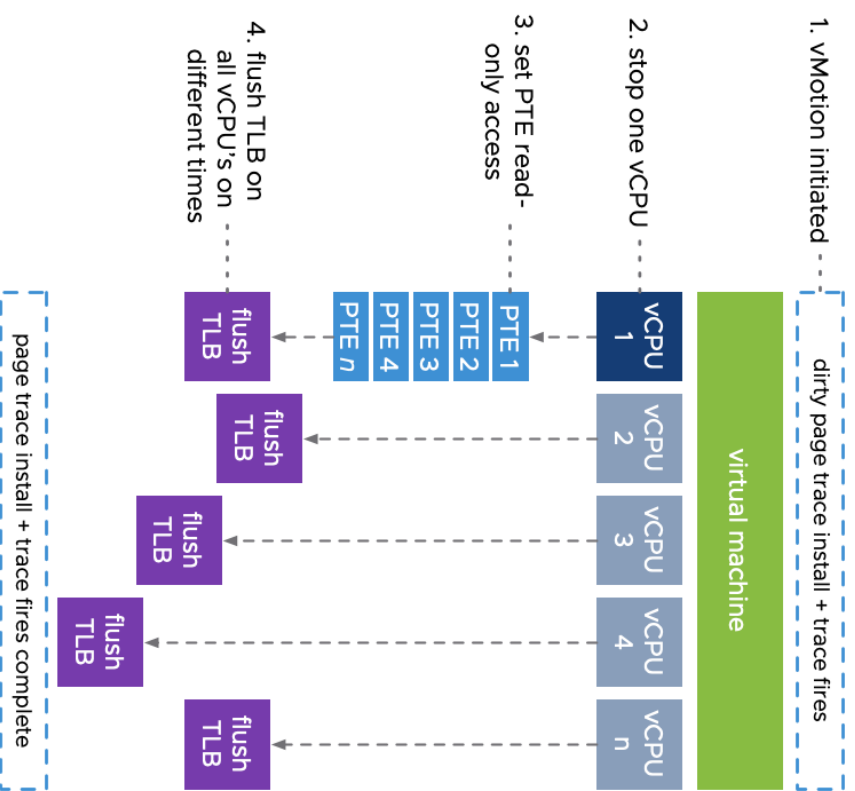 1. vMotion initiated
dirty page trace install + trace fires
virtual machine
2. stop one vCPU
vCPU
1
vCPU
2
vCPU
3
vCPU
4
vCPU
n
3. set PTE read-
only access
PTE 1
PTE 2
PTE 3
PTE 4
PTE n
4. flush TLB on
all vCPU's on
different times
flush
TLB
flush
TLB
flush
TLB
flush
TLB
flush
TLB
page trace install + trace fires complete